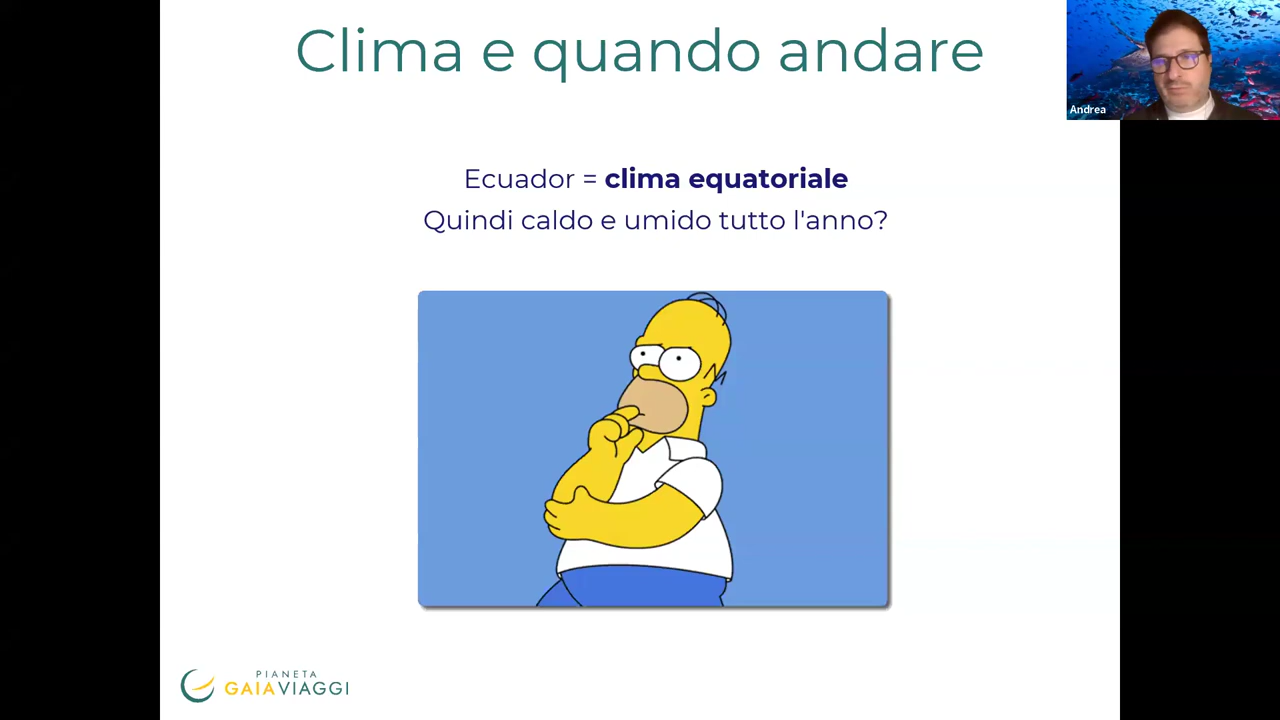 Clima e quando andare
Andrea
Ecuador = clima equatoriale
Quindi caldo e umido tutto l'anno?
PIANETA
GAIAVIAGGI